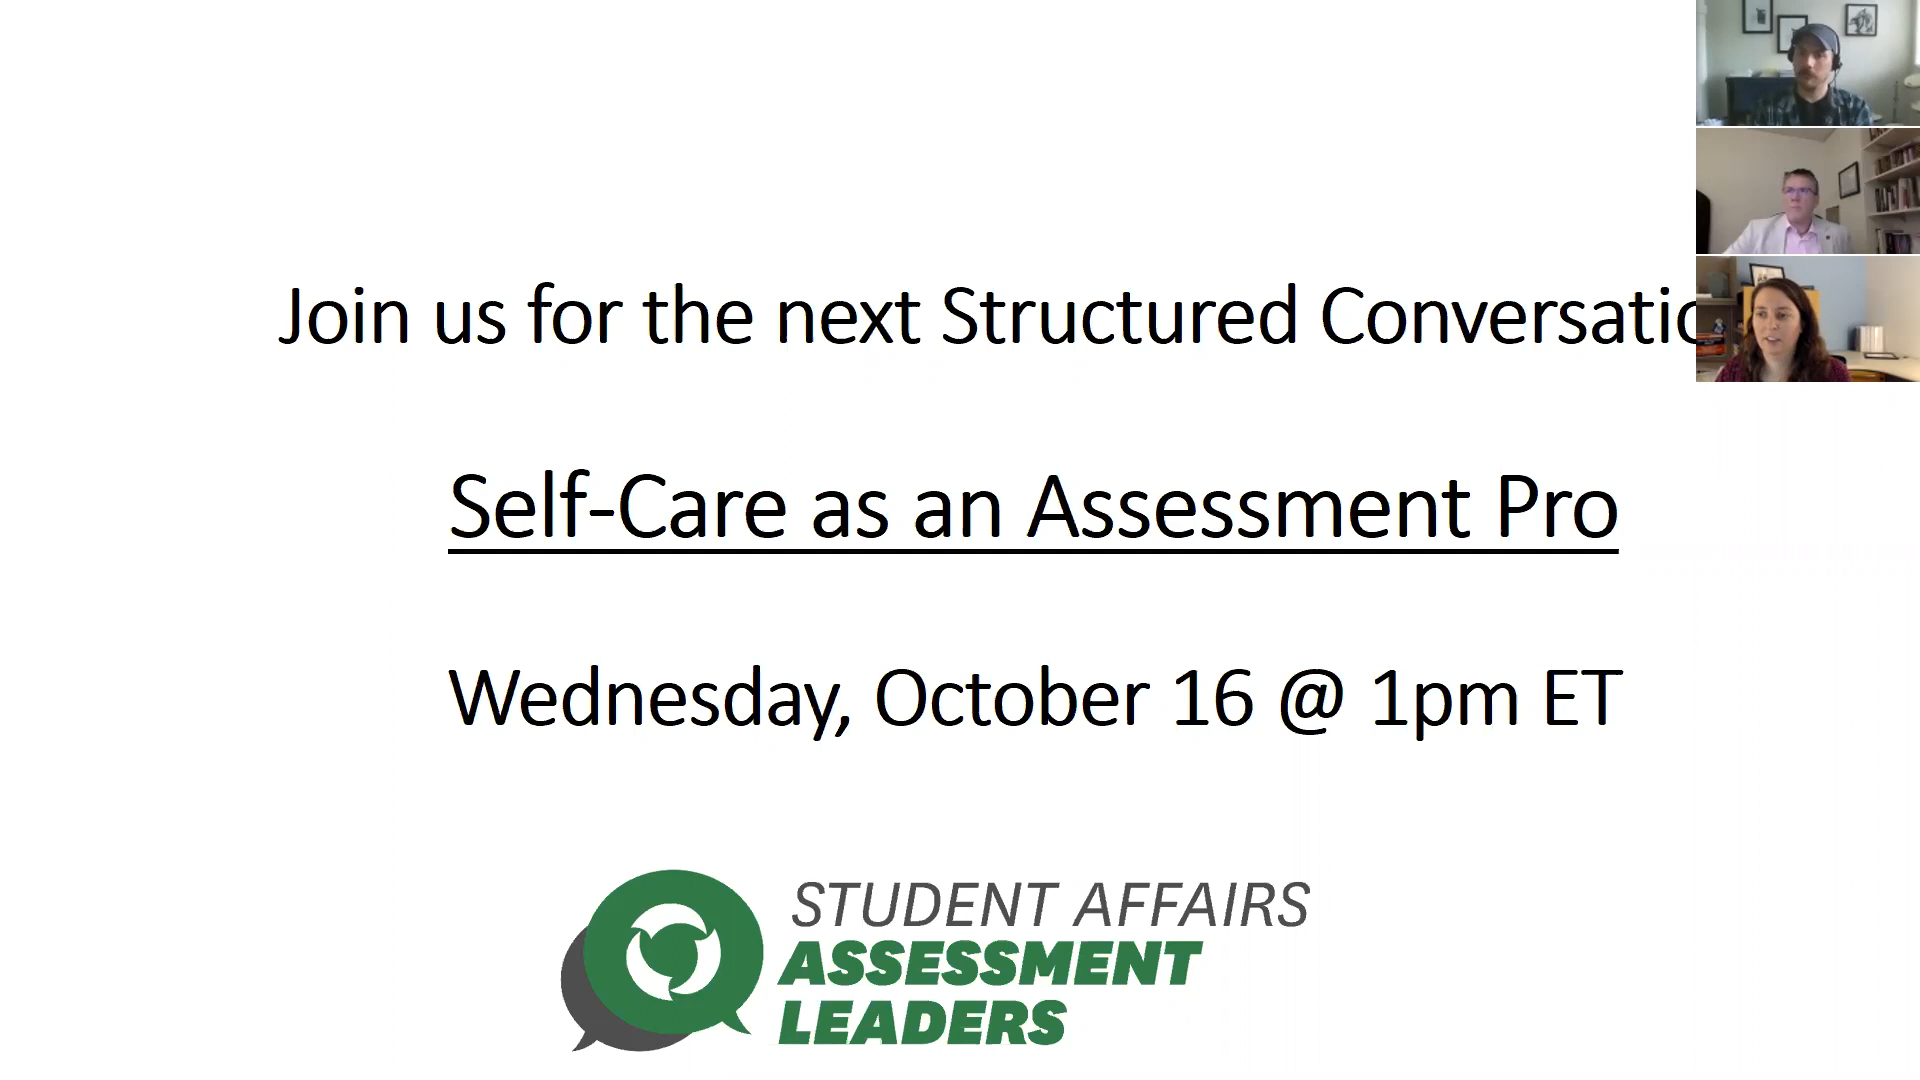 Join us for the next Structured Conversatio
Self-Care as an Assessment Pro
Wednesday, October 16 @ 1pm ET
STUDENT AFFAIRS
ASSESSMENT
LEADERS